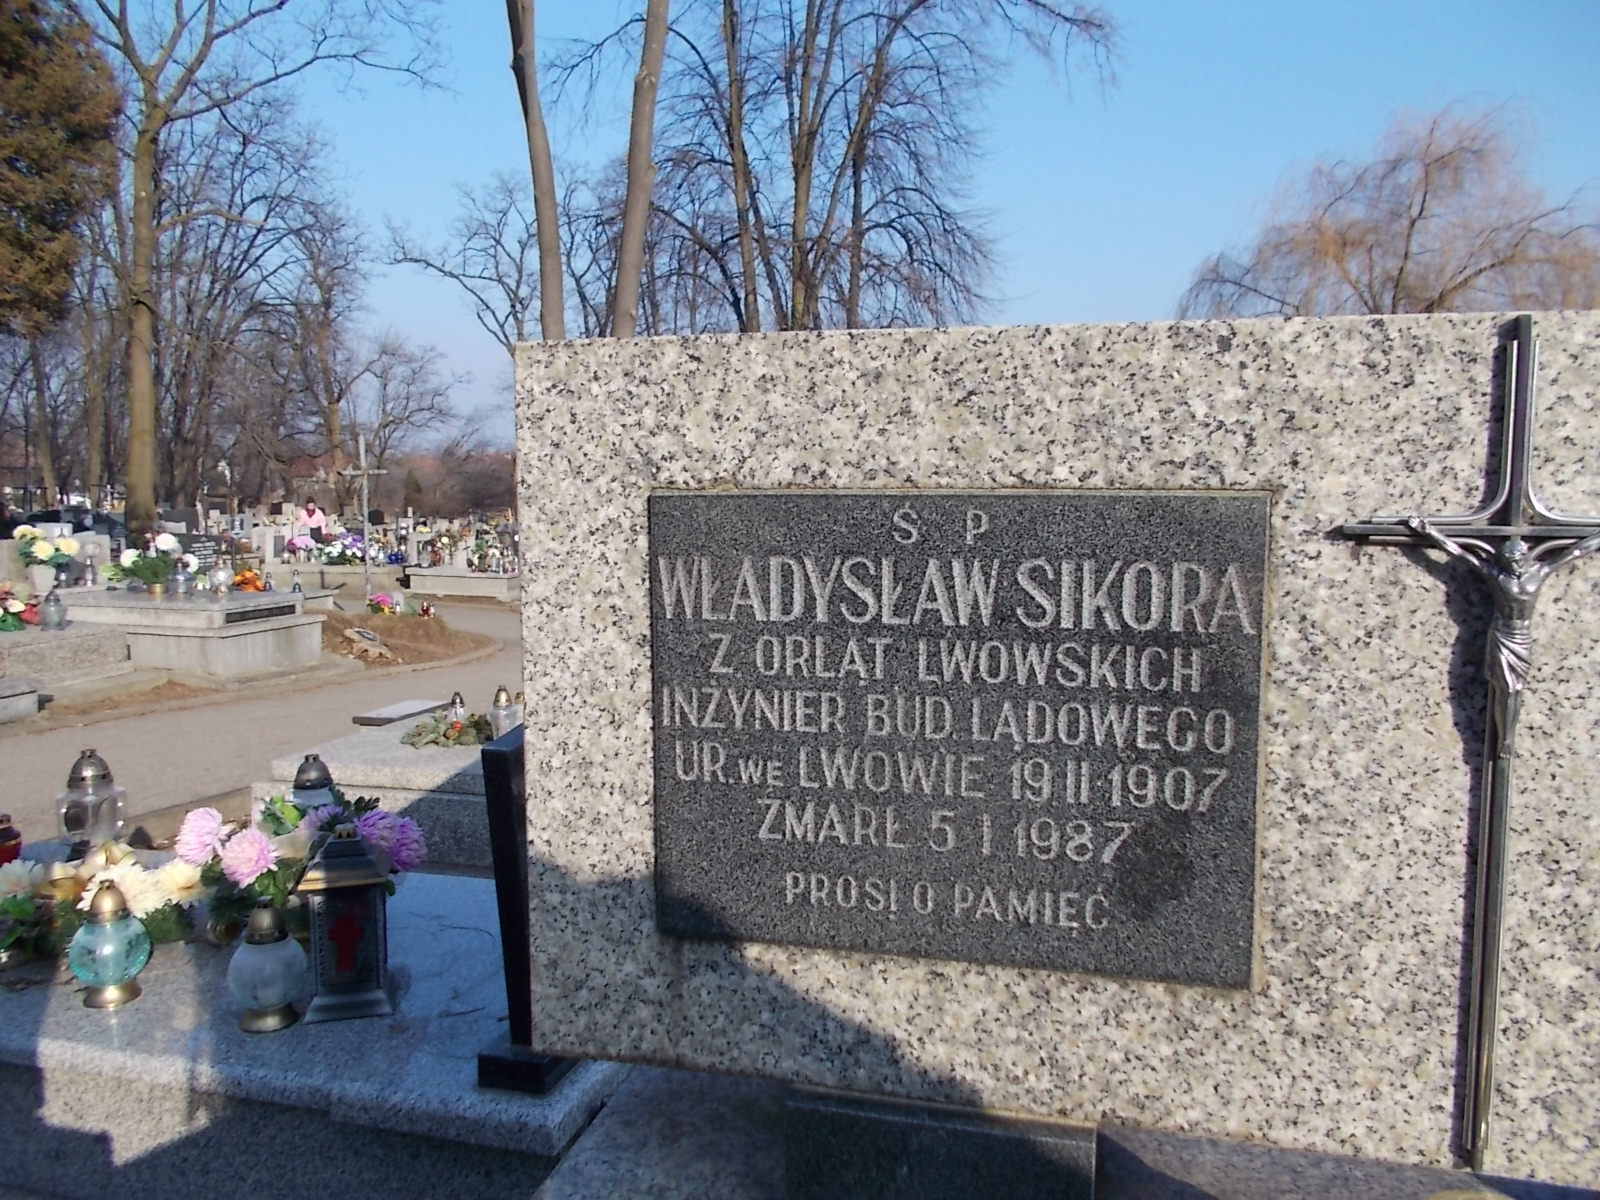 Ś P
WŁADYSŁAW SIKORA
Z ORLĄT LWOWSKICH
INŻYNIER BUD. LĄDOWEGO
UR. WE LWOWIE 19 II 1907
ZMARŁ 5 I 1987
PROSI O PAMIĘĆ